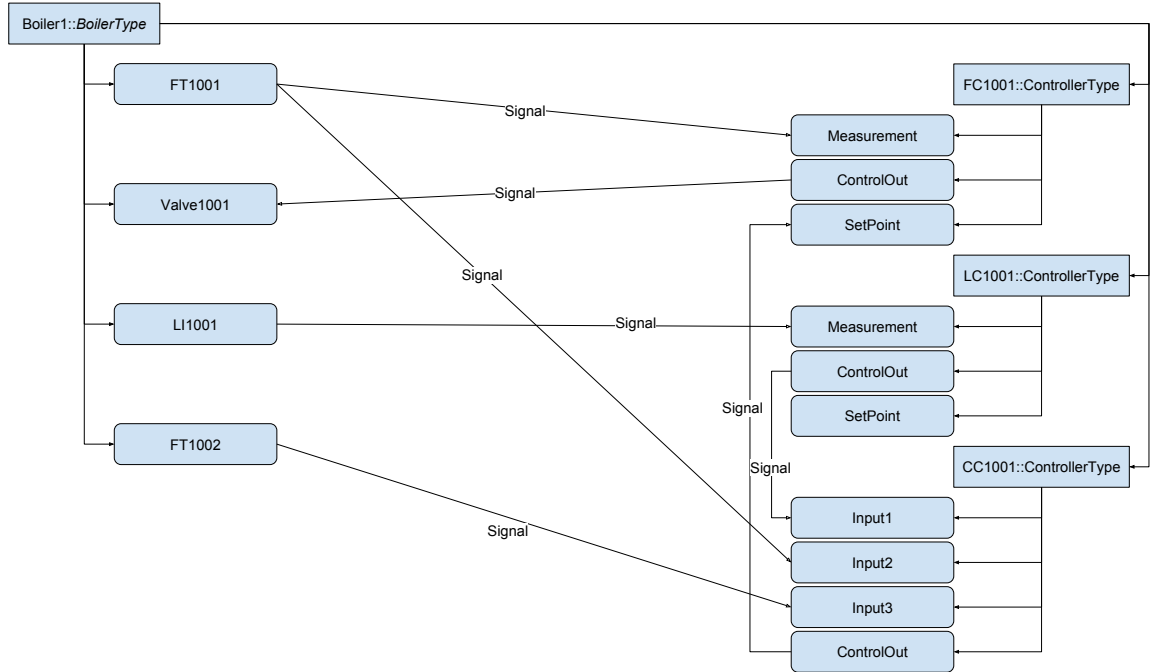 Boiler1::BoilerType
FT1001
FC1001::ControllerType
Signal
Measurement
ControlOut
Signal
Valve1001
SetPoint
Signal
LC1001::ControllerType
LI1001
Signal
Measurement
ControlOut
Signal
SetPoint
FT1002
Signal
CC1001::ControllerType
Input1
Signal
Input2
Input3
ControlOut